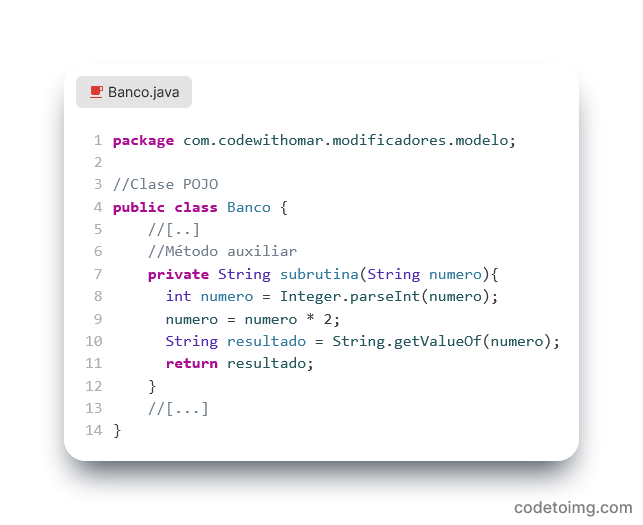 Banco.java
1 package com.codewithomar.modificadores.modelo;
2
3 //Clase POJO
4 public class Banco {
5     //[..]
6     //Método auxiliar
7     private String subrutina(String numero){
8       int numero = Integer.parseInt(numero);
9       numero = numero * 2;
10       String resultado = String.getValueOf(numero);
11       return resultado;
12     }
13     //[...]
14 }
codetoimg.com